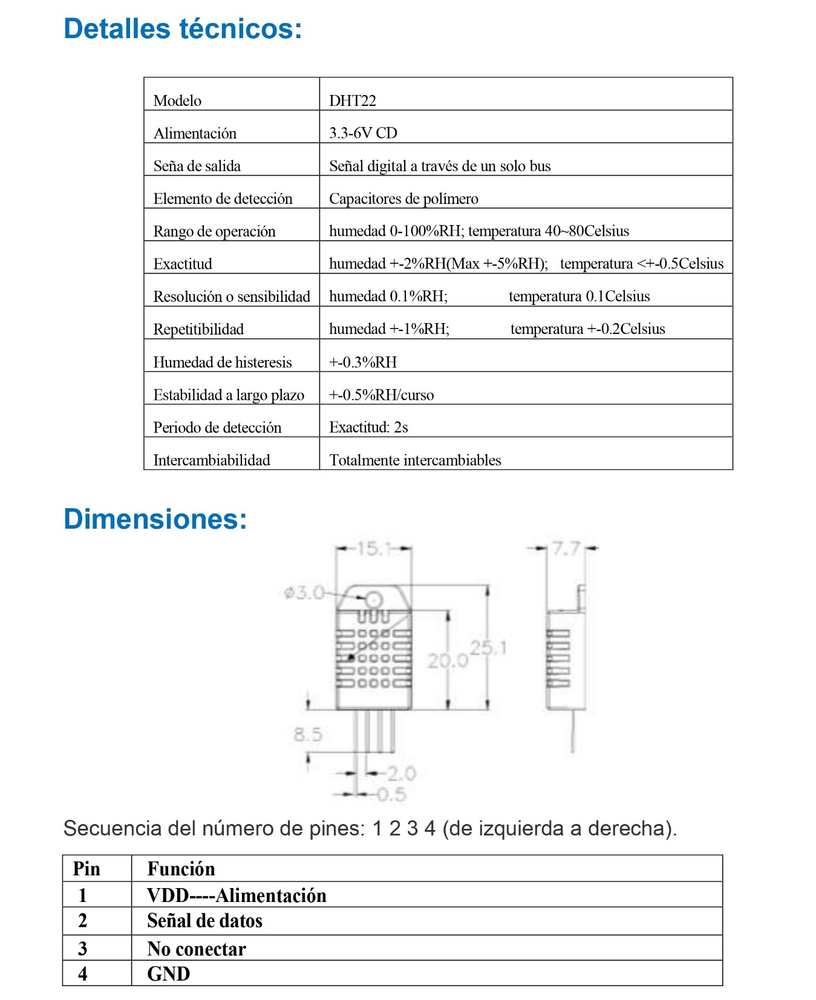 Detalles técnicos:
Modelo DHT22
Alimentación 3.3-6V CD
Seña de salida Señal digital a través de un solo bus
Elemento de detección Capacitores de polímero
Rango de operación humedad 0-100%RH; temperatura 40~80Celsius
Exactitud humedad +-2%RH(Max +-5%RH); temperatura <+-0.5Celsius
Resolución o sensibilidad humedad 0.1%RH; temperatura 0.1Celsius
Repetitibilidad humedad +-1%RH; temperatura +-0.2Celsius
Humedad de histeresis +-0.3%RH
Estabilidad a largo plazo +-0.5%RH/curso
Periodo de detección Exactitud: 2s
Intercambiabilidad Totalmente intercambiables
Dimensiones:
15.1 7.7
ø3.0
25.1
20.0
8.5
2.0
0.5
Secuencia del número de pines: 1 2 3 4 (de izquierda a derecha).
Pin Función
1 VDD----Alimentación
2 Señal de datos
3 No conectar
4 GND